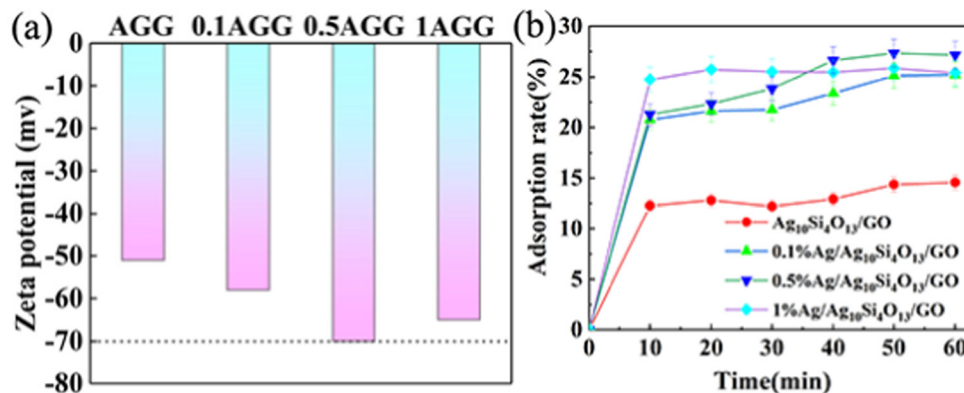 (a)
AGG 0.1AGG 0.5AGG 1AGG
Zeta potential (mv)
0
-10
-20
-30
-40
-50
-60
-70
-80
(b)
Adsorption rate(%)
30
25
20
15
10
5
0
Ag₁₀Si₄O₁₃/GO
0.1%Ag/Ag₁₀Si₄O₁₃/GO
0.5%Ag/Ag₁₀Si₄O₁₃/GO
1%Ag/Ag₁₀Si₄O₁₃/GO
0 10 20 30 40 50 60
Time(min)